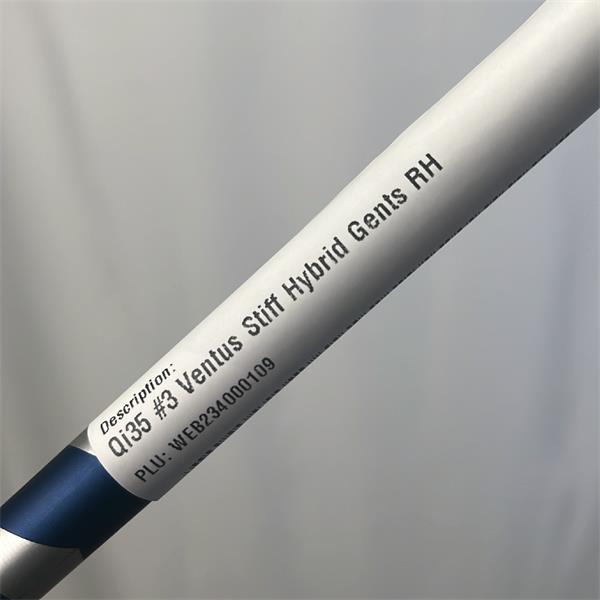 Description:
Qi35 #3 Ventus Stiff Hybrid Gents RH
PLU: WEB234000109